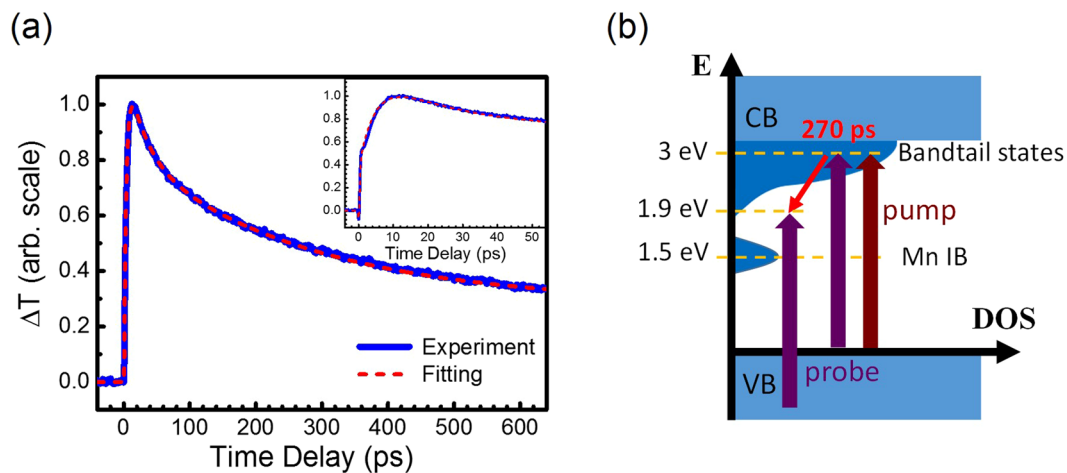 (a)
ΔT (arb. scale)
1.0
0.8
0.6
0.4
0.2
0.0
0
100
200
300
400
500
600
Time Delay (ps)
Experiment
Fitting
1.0
0.8
0.6
0.4
0.2
0.0
0
10
20
30
40
50
Time Delay (ps)
(b)
E
CB
270 ps
3 eV
Bandtail states
1.9 eV
pump
1.5 eV
Mn IB
DOS
VB
probe